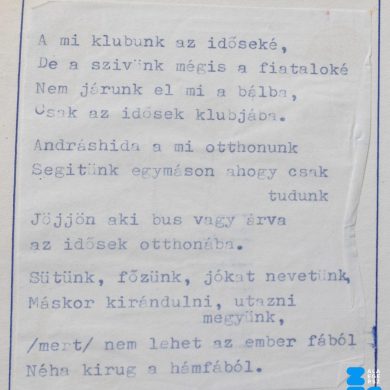 A mi klubunk az időseké,
De a szivünk mégis a fiataloké
Nem járunk el mi a bálba,
Csak az idősek klubjába.
Andráshida a mi otthonunk
Segitünk egymáson ahogy csak
tudunk
Jöjjön aki bus vagy árva
az idősek otthonába.
Sütünk, főzünk, jókat nevetünk,
Máskor kirándulni, utazni
megyünk,
/mert/ nem lehet az ember fából
Néha kirug a hámfából.